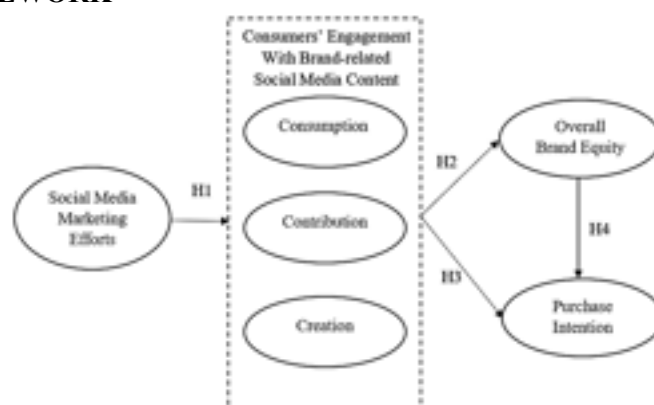 EWORK
Consumers' Engagement
With Brand-related
Social Media Content
Consumption
Contribution
Creation
Social Media
Marketing
Efforts
H1
H2
H3
Overall
Brand Equity
H4
Purchase
Intention